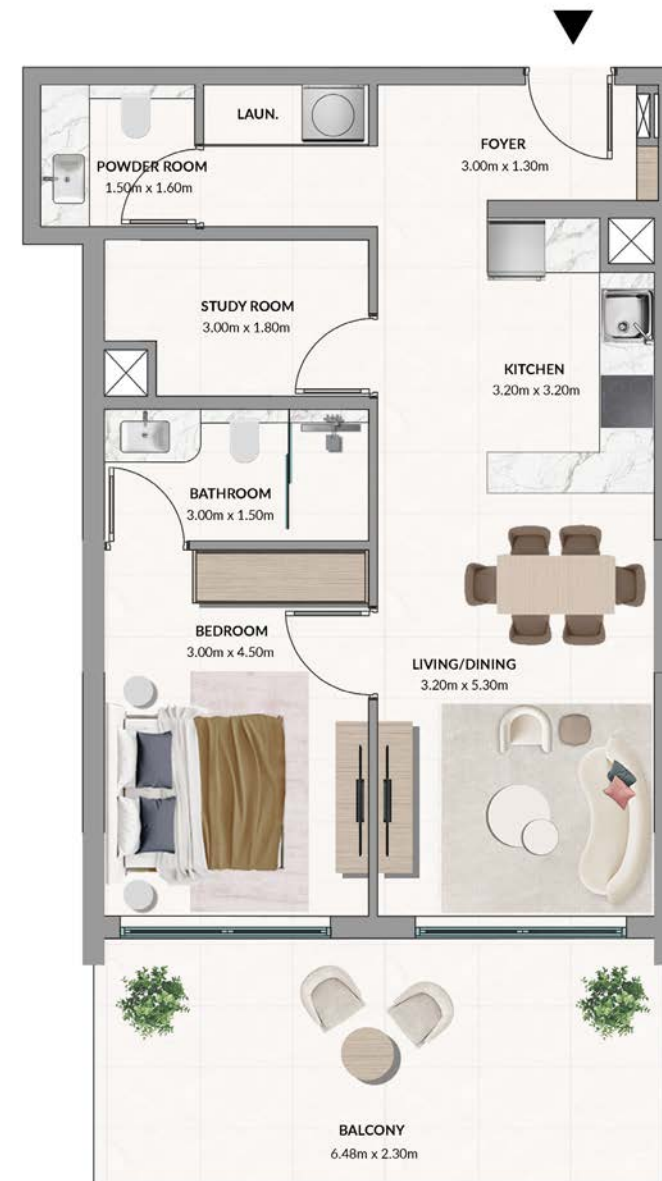 LAUN.
FOYER
3.00m x 1.30m
POWDER ROOM
1.50m x 1.60m
STUDY ROOM
3.00m x 1.80m
KITCHEN
3.20m x 3.20m
BATHROOM
3.00m x 1.50m
BEDROOM
3.00m x 4.50m
LIVING/DINING
3.20m x 5.30m
BALCONY
6.48m x 2.30m